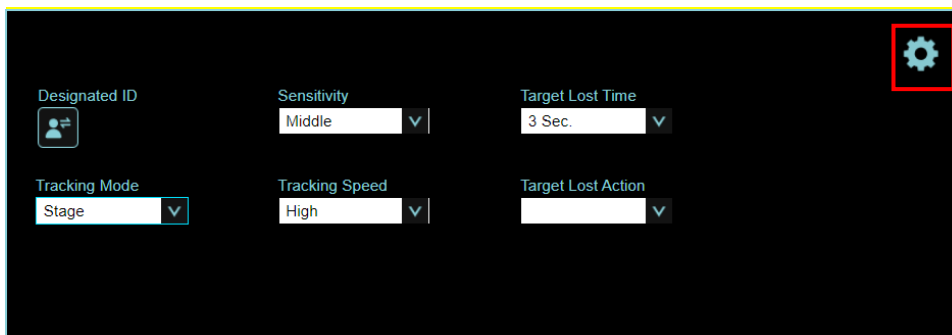 Designated ID
Sensitivity
Target Lost Time
Middle
3 Sec.
Tracking Mode
Tracking Speed
Target Lost Action
Stage
High